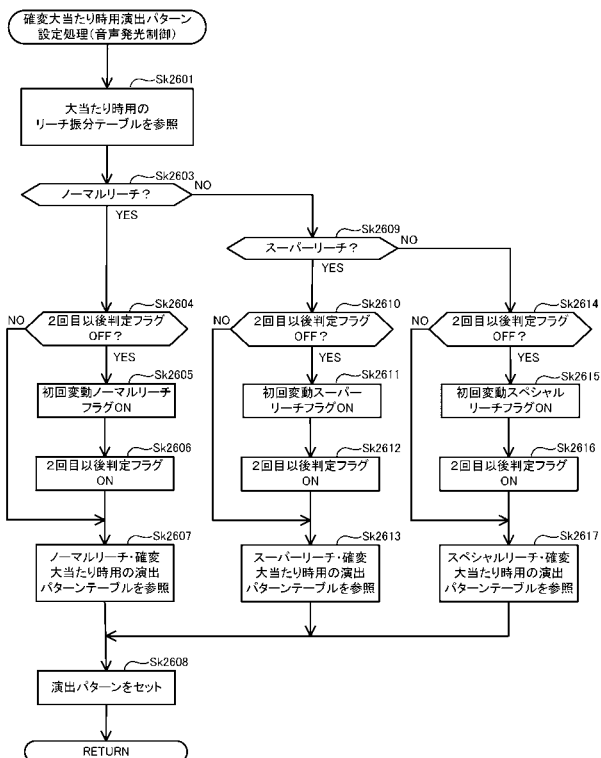 確変大当たり時用演出パターン
設定処理(音声発光制御)
Sk2601
大当たり時用の
リーチ振分テーブルを参照
Sk2603
ノーマルリーチ?
NO
YES
Sk2609
スーパーリーチ?
NO
YES
Sk2604
NO
2回目以後判定フラグ
OFF?
YES
Sk2610
NO
2回目以後判定フラグ
OFF?
YES
Sk2614
NO
2回目以後判定フラグ
OFF?
YES
Sk2605
初回変動ノーマルリーチ
フラグON
Sk2611
初回変動スーパー
リーチフラグON
Sk2615
初回変動スペシャル
リーチフラグON
Sk2606
2回目以後判定フラグ
ON
Sk2612
2回目以後判定フラグ
ON
Sk2616
2回目以後判定フラグ
ON
Sk2607
ノーマルリーチ・確変
大当たり時用の演出
パターンテーブルを参照
Sk2613
スーパーリーチ・確変
大当たり時用の演出
パターンテーブルを参照
Sk2617
スペシャルリーチ・確変
大当たり時用の演出
パターンテーブルを参照
Sk2608
演出パターンをセット
RETURN